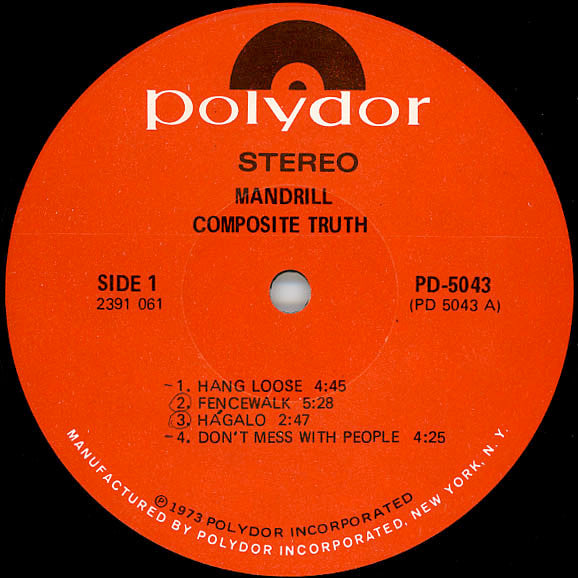 polydor
STEREO
MANDRILL
COMPOSITE TRUTH
SIDE 1
2391 061
PD-5043
(PD 5043 A)
1. HANG LOOSE 4:45
2. FENCEWALK 5:28
3. HÁGALO 2:47
4. DON'T MESS WITH PEOPLE 4:25
℗ 1973 POLYDOR INCORPORATED
MANUFACTURED BY POLYDOR INCORPORATED, NEW YORK, N. Y.